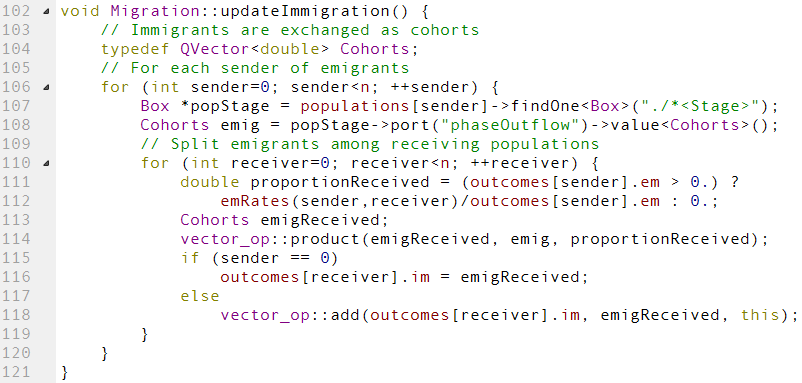 102 void Migration::updateImmigration() {
103     // Immigrants are exchanged as cohorts
104     typedef QVector<double> Cohorts;
105     // For each sender of emigrants
106     for (int sender=0; sender<n; ++sender) {
107         Box *popStage = populations[sender]->findOne<Box>("./*<Stage>");
108         Cohorts emig = popStage->port("phaseOutflow")->value<Cohorts>();
109         // Split emigrants among receiving populations
110         for (int receiver=0; receiver<n; ++receiver) {
111             double proportionReceived = (outcomes[sender].em > 0.) ?
112                 emRates(sender,receiver)/outcomes[sender].em : 0.;
113             Cohorts emigReceived;
114             vector_op::product(emigReceived, emig, proportionReceived);
115             if (sender == 0)
116                 outcomes[receiver].im = emigReceived;
117             else
118                 vector_op::add(outcomes[receiver].im, emigReceived, this);
119         }
120     }
121 }